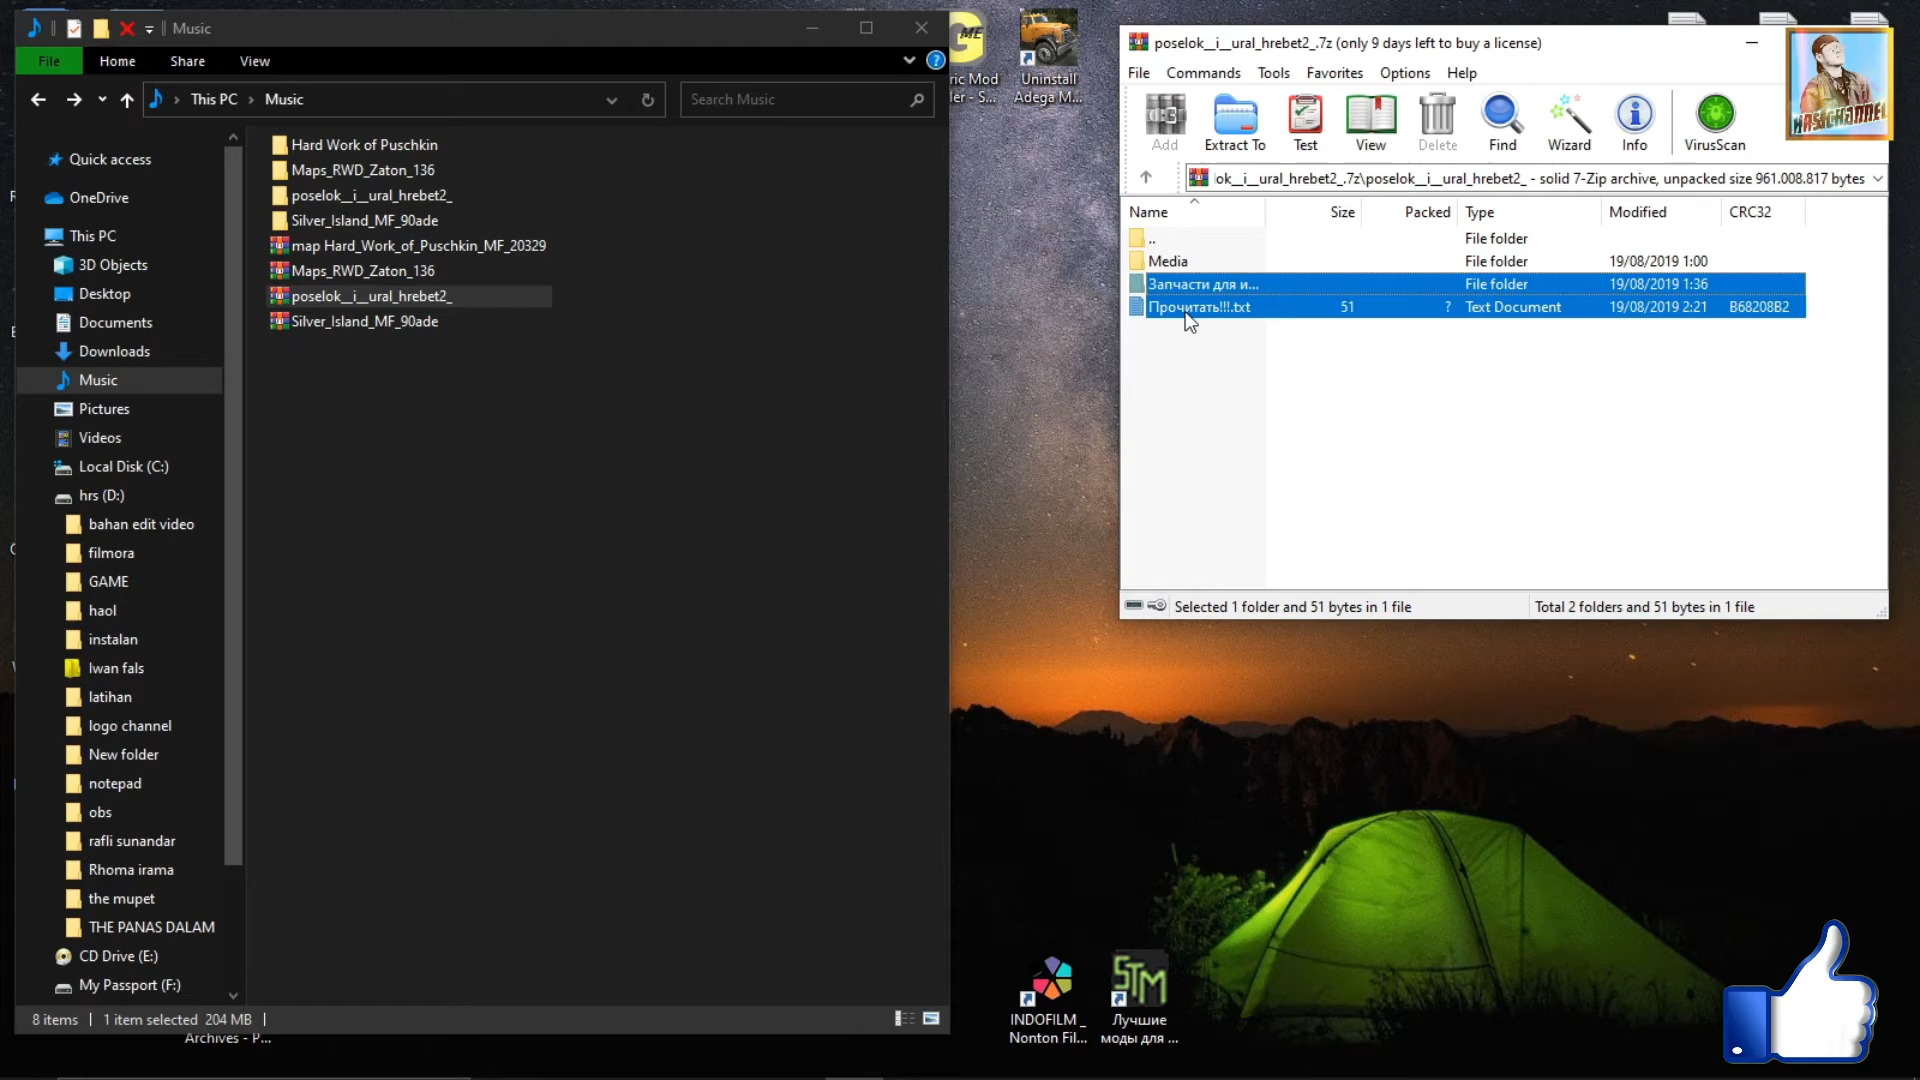 Music
File
Home
Share
View
This PC
Music
Search Music
Quick access
OneDrive
This PC
3D Objects
Desktop
Documents
Downloads
Music
Pictures
Videos
Local Disk (C:)
hrs (D:)
bahan edit video
filmora
GAME
haol
instalan
Iwan fals
latihan
logo channel
New folder
notepad
obs
rafli sunandar
Rhoma irama
the mupet
THE PANAS DALAM
CD Drive (E:)
My Passport (F:)
Hard Work of Puschkin
Maps_RWD_Zaton_136
poselok__i__ural_hrebet2_
Silver_Island_MF_90ade
map Hard_Work_of_Puschkin_MF_20329
Maps_RWD_Zaton_136
poselok__i__ural_hrebet2_
Silver_Island_MF_90ade
8 items
1 item selected 204 MB
Archives - P...
ric Mod
ler - S...
Uninstall
Adega M...
poselok__i__ural_hrebet2_.7z (only 9 days left to buy a license)
File Commands Tools Favorites Options Help
Add Extract To Test View Delete Find Wizard Info VirusScan
ok__i__ural_hrebet2_.7z\poselok__i__ural_hrebet2_ - solid 7-Zip archive, unpacked size 961.008.817 bytes
Name Size Packed Type Modified CRC32
.. File folder
Media File folder 19/08/2019 1:00
Запчасти для и... File folder 19/08/2019 1:36
Прочитать!!!.txt 51 ? Text Document 19/08/2019 2:21 B68208B2
Selected 1 folder and 51 bytes in 1 file
Total 2 folders and 51 bytes in 1 file
INDOFILM _
Nonton Fil...
STM
Лучшие
моды для ...